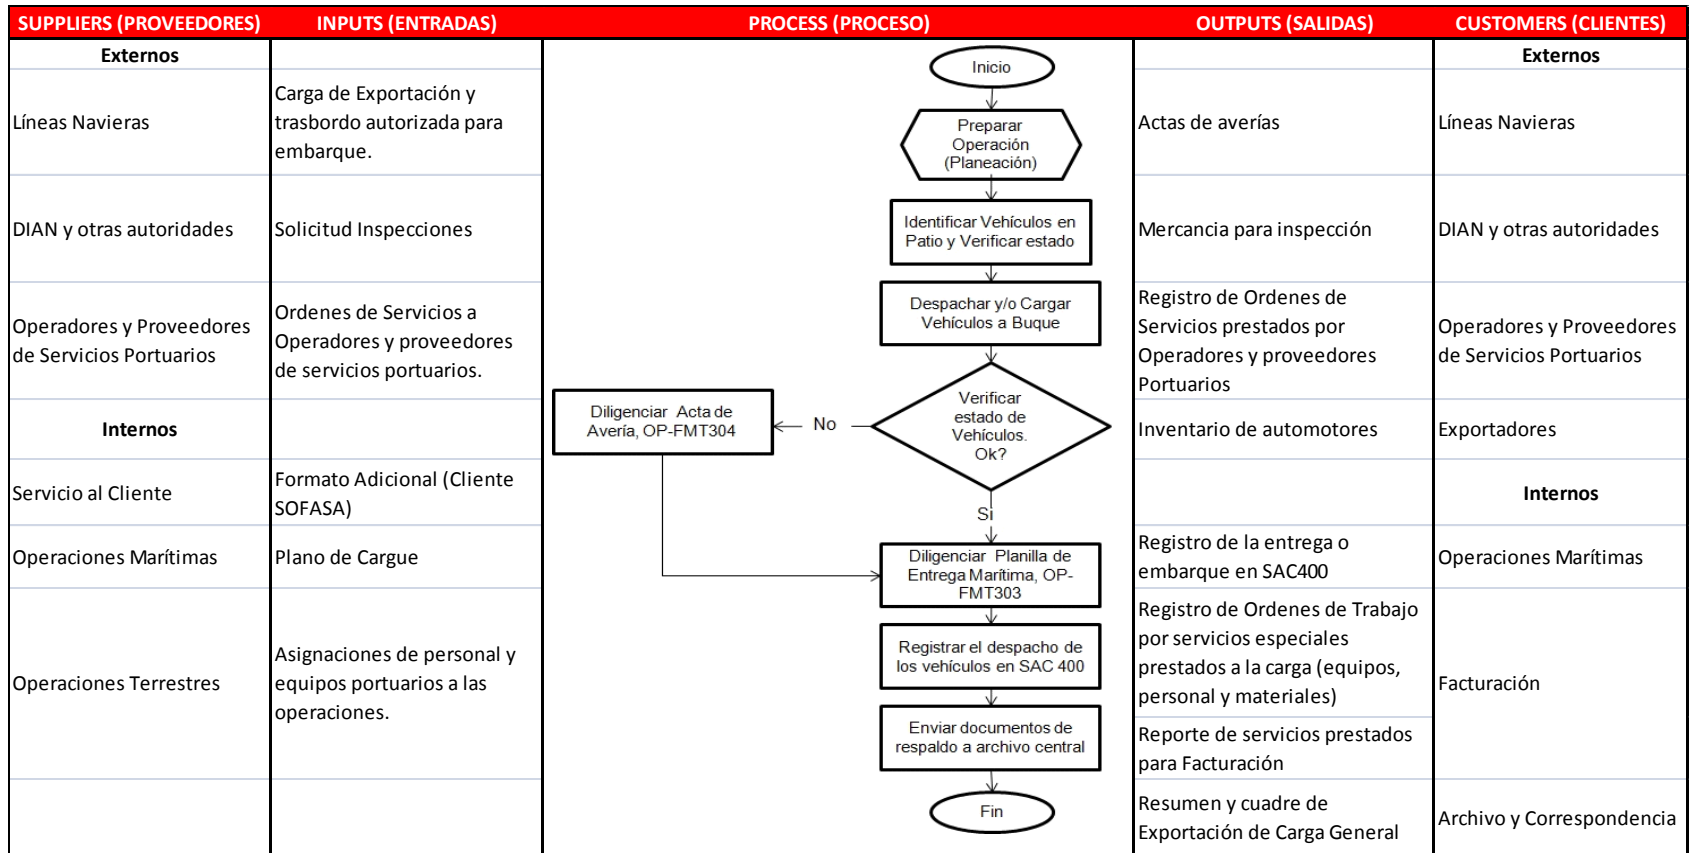 SUPPLIERS (PROVEEDORES)
INPUTS (ENTRADAS)
PROCESS (PROCESO)
OUTPUTS (SALIDAS)
CUSTOMERS (CLIENTES)
Externos
Líneas Navieras
DIAN y otras autoridades
Operadores y Proveedores
de Servicios Portuarios
Internos
Servicio al Cliente
Operaciones Marítimas
Operaciones Terrestres
Carga de Exportación y
trasbordo autorizada para
embarque.
Solicitud Inspecciones
Ordenes de Servicios a
Operadores y proveedores
de servicios portuarios.
Formato Adicional (Cliente
SOFASA)
Plano de Cargue
Asignaciones de personal y
equipos portuarios a las
operaciones.
Inicio
Preparar
Operación
(Planeación)
Identificar Vehículos en
Patio y Verificar estado
Despachar y/o Cargar
Vehículos a Buque
Verificar
estado de
Vehículos.
Ok?
No
Diligenciar Acta de
Avería, OP-FMT304
Si
Diligenciar Planilla de
Entrega Marítima, OP-
FMT303
Registrar el despacho de
los vehículos en SAC 400
Enviar documentos de
respaldo a archivo central
Fin
Actas de averías
Mercancia para inspección
Registro de Ordenes de
Servicios prestados por
Operadores y proveedores
Portuarios
Inventario de automotores
Registro de la entrega o
embarque en SAC400
Registro de Ordenes de Trabajo
por servicios especiales
prestados a la carga (equipos,
personal y materiales)
Reporte de servicios prestados
para Facturación
Resumen y cuadre de
Exportación de Carga General
Externos
Líneas Navieras
DIAN y otras autoridades
Operadores y Proveedores
de Servicios Portuarios
Exportadores
Internos
Operaciones Marítimas
Facturación
Archivo y Correspondencia